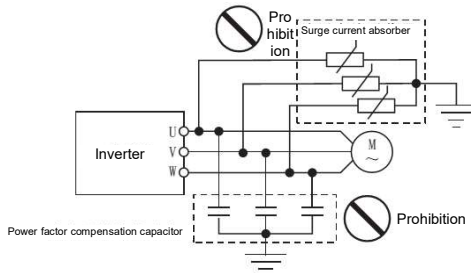 Pro
hibit
ion
Surge current absorber
U
Inverter
V
W
M
~
Power factor compensation capacitor
Prohibition